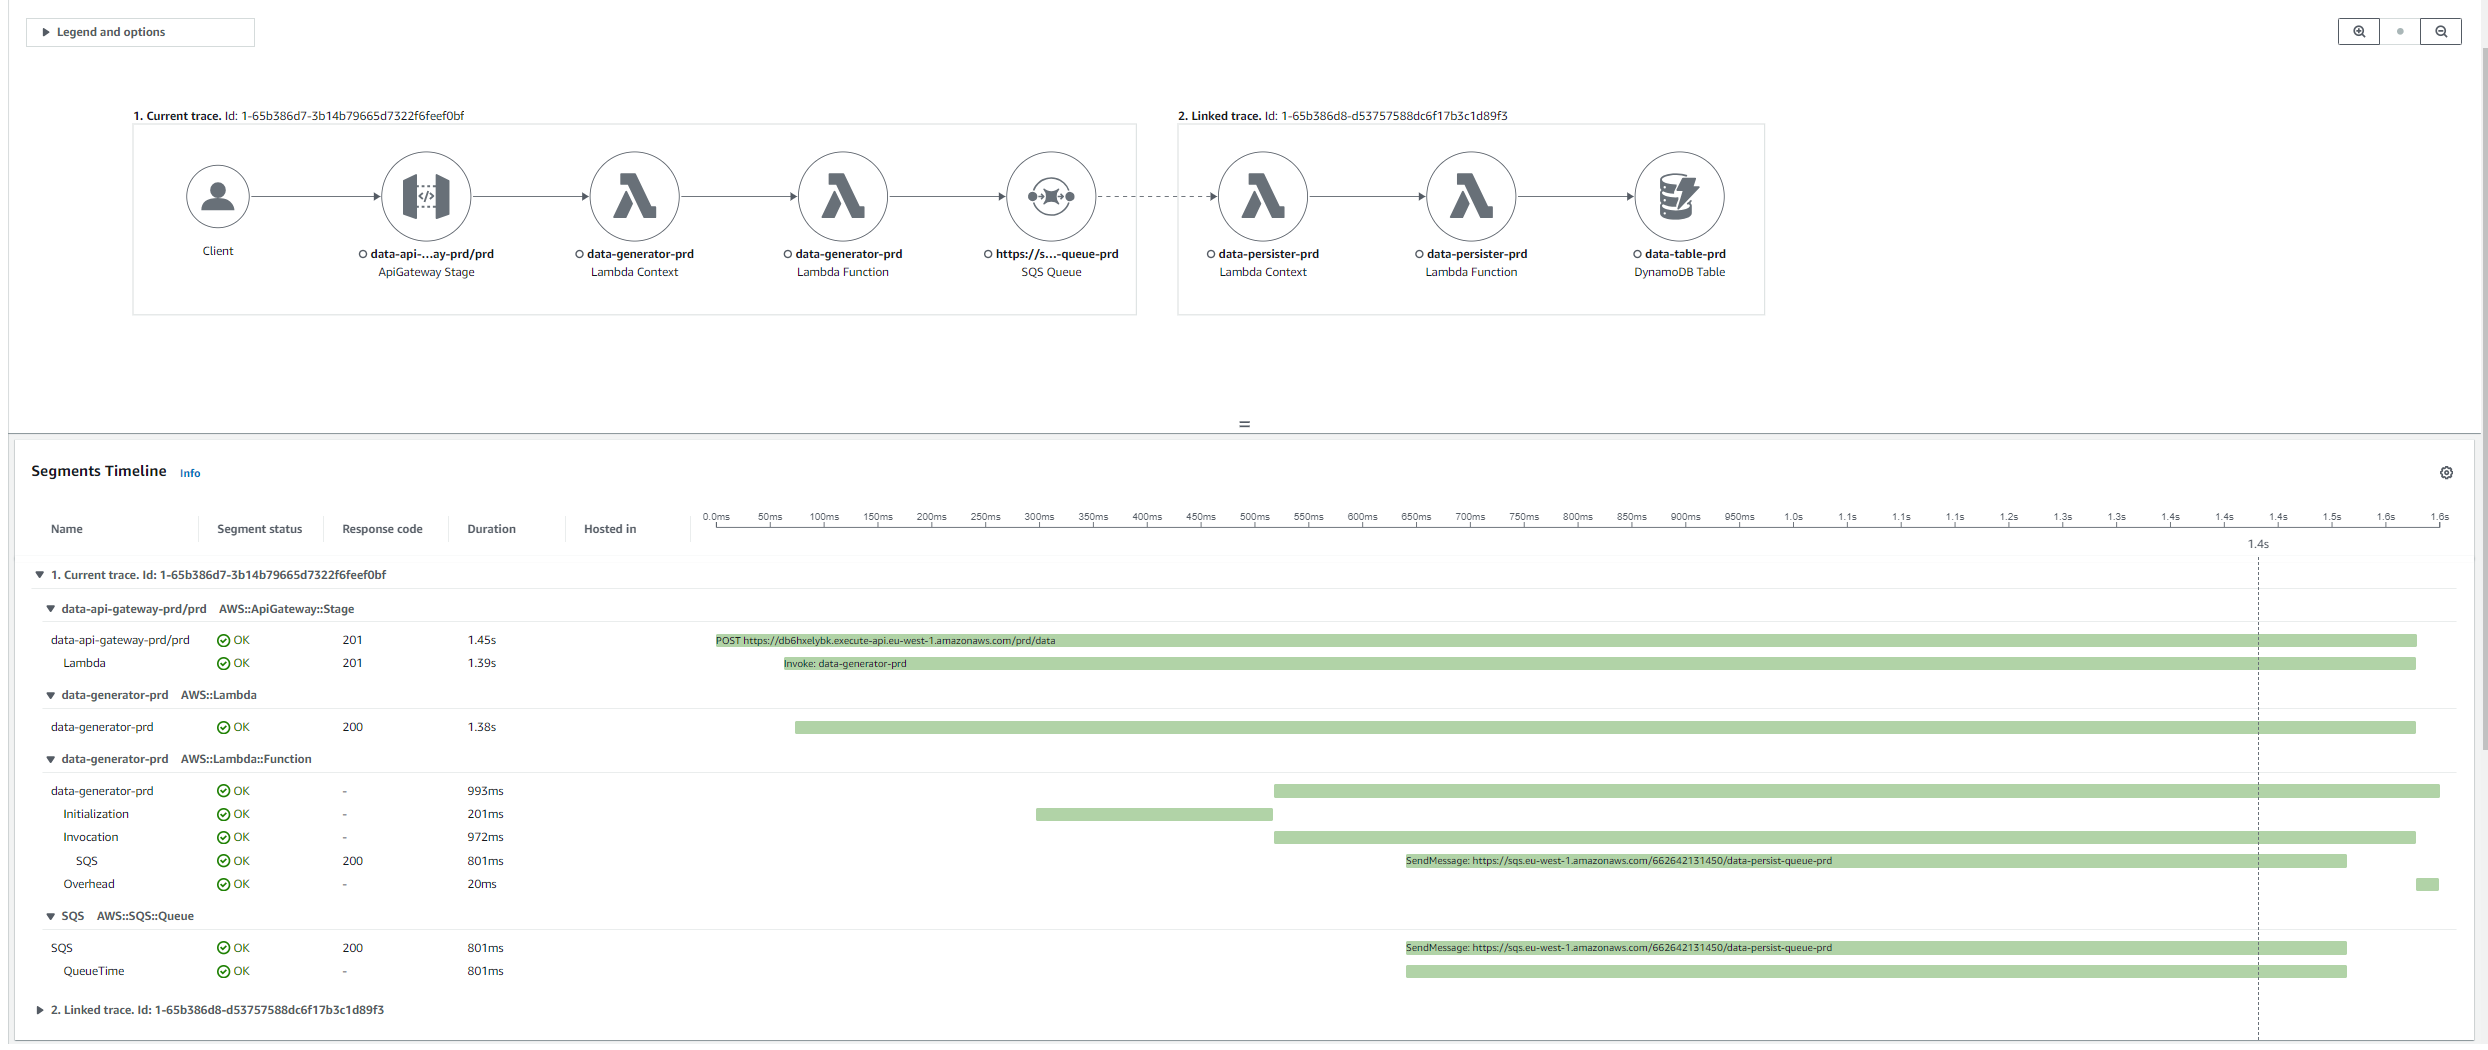 Legend and options
1. Current trace. Id: 1-65b386d7-3b14b79665d7322f6feef0bf
2. Linked trace. Id: 1-65b386d8-d53757588dc6f17b3c1d89f3
Client
data-api-...ay-prd/prd
ApiGateway Stage
data-generator-prd
Lambda Context
data-generator-prd
Lambda Function
https://s...-queue-prd
SQS Queue
data-persister-prd
Lambda Context
data-persister-prd
Lambda Function
data-table-prd
DynamoDB Table
Segments Timeline Info
Name Segment status Response code Duration Hosted in
0.0ms 50ms 100ms 150ms 200ms 250ms 300ms 350ms 400ms 450ms 500ms 550ms 600ms 650ms 700ms 750ms 800ms 850ms 900ms 950ms 1.0s 1.1s 1.1s 1.1s 1.2s 1.3s 1.3s 1.4s 1.4s 1.4s 1.5s 1.6s 1.6s
1.4s
1. Current trace. Id: 1-65b386d7-3b14b79665d7322f6feef0bf
data-api-gateway-prd/prd AWS::ApiGateway::Stage
data-api-gateway-prd/prd OK 201 1.45s POST https://db6hxelybk.execute-api.eu-west-1.amazonaws.com/prd/data
Lambda OK 201 1.39s Invoke: data-generator-prd
data-generator-prd AWS::Lambda
data-generator-prd OK 200 1.38s
data-generator-prd AWS::Lambda::Function
data-generator-prd OK - 993ms
Initialization OK - 201ms
Invocation OK - 972ms
SQS OK 200 801ms SendMessage: https://sqs.eu-west-1.amazonaws.com/662642131450/data-persist-queue-prd
Overhead OK - 20ms
SQS AWS::SQS::Queue
SQS OK 200 801ms SendMessage: https://sqs.eu-west-1.amazonaws.com/662642131450/data-persist-queue-prd
QueueTime OK - 801ms
2. Linked trace. Id: 1-65b386d8-d53757588dc6f17b3c1d89f3